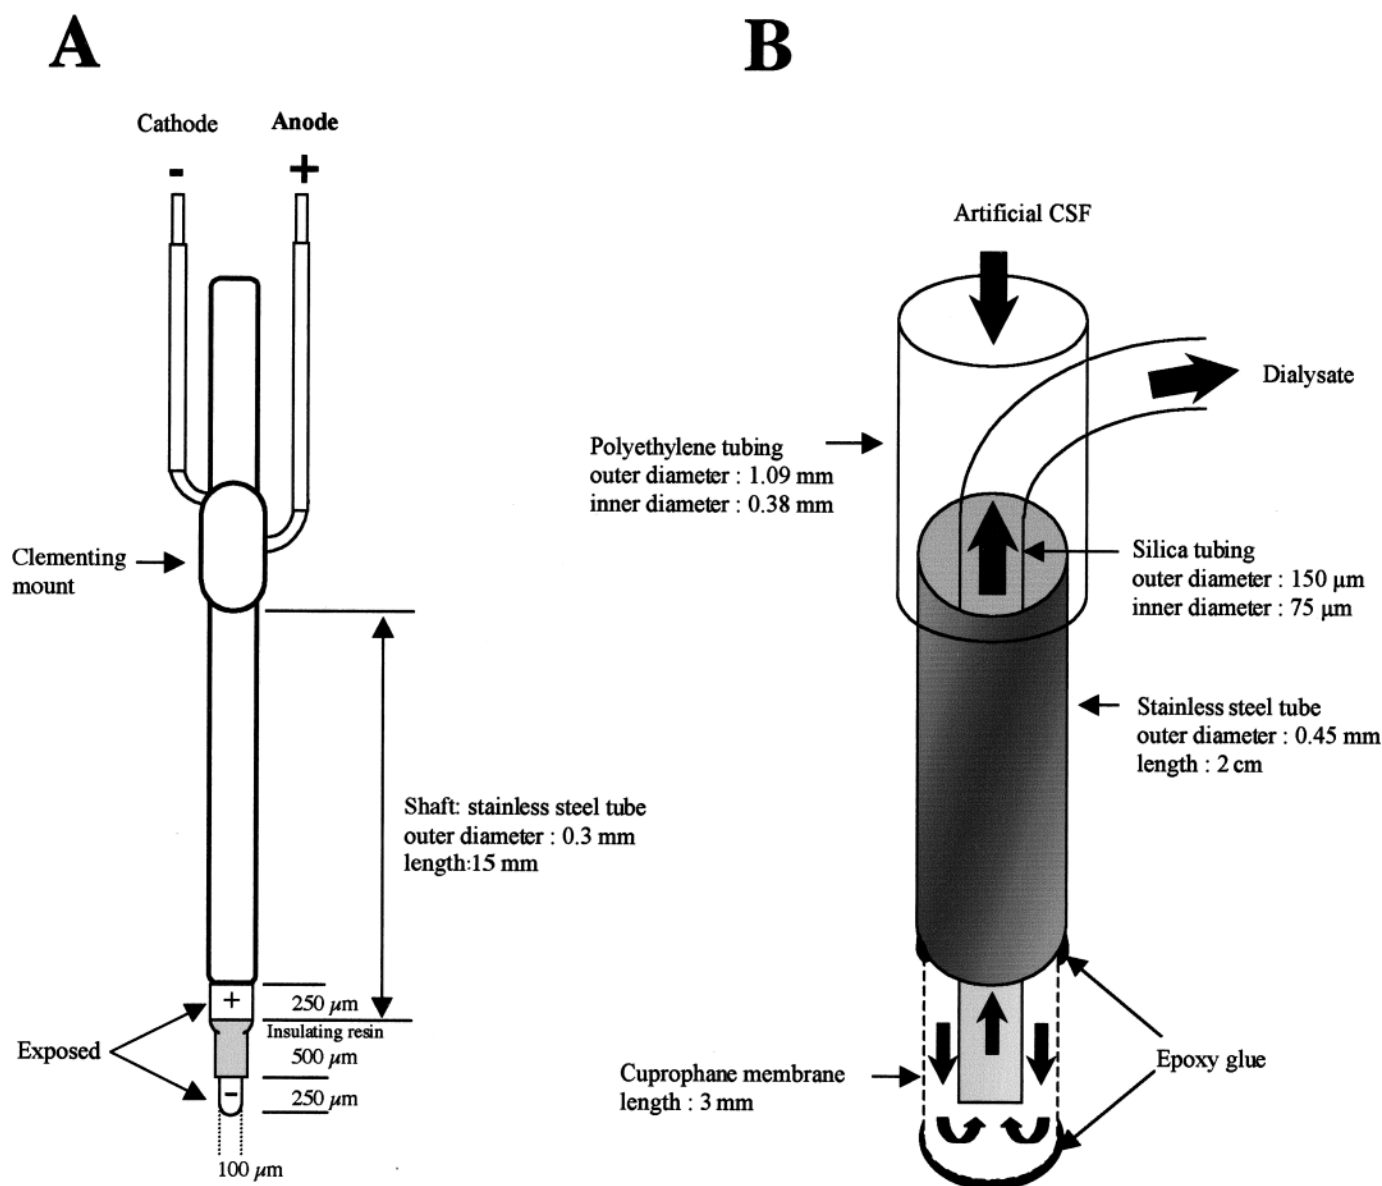 A
B
Cathode
Anode
-
+
Artificial CSF
Dialysate
Polyethylene tubing
outer diameter : 1.09 mm
inner diameter : 0.38 mm
Clementing
mount
Silica tubing
outer diameter : 150 µm
inner diameter : 75 µm
Stainless steel tube
outer diameter : 0.45 mm
length : 2 cm
Shaft: stainless steel tube
outer diameter : 0.3 mm
length:15 mm
+
250 µm
Insulating resin
500 µm
Exposed
-
250 µm
100 µm
Cuprophane membrane
length : 3 mm
Epoxy glue